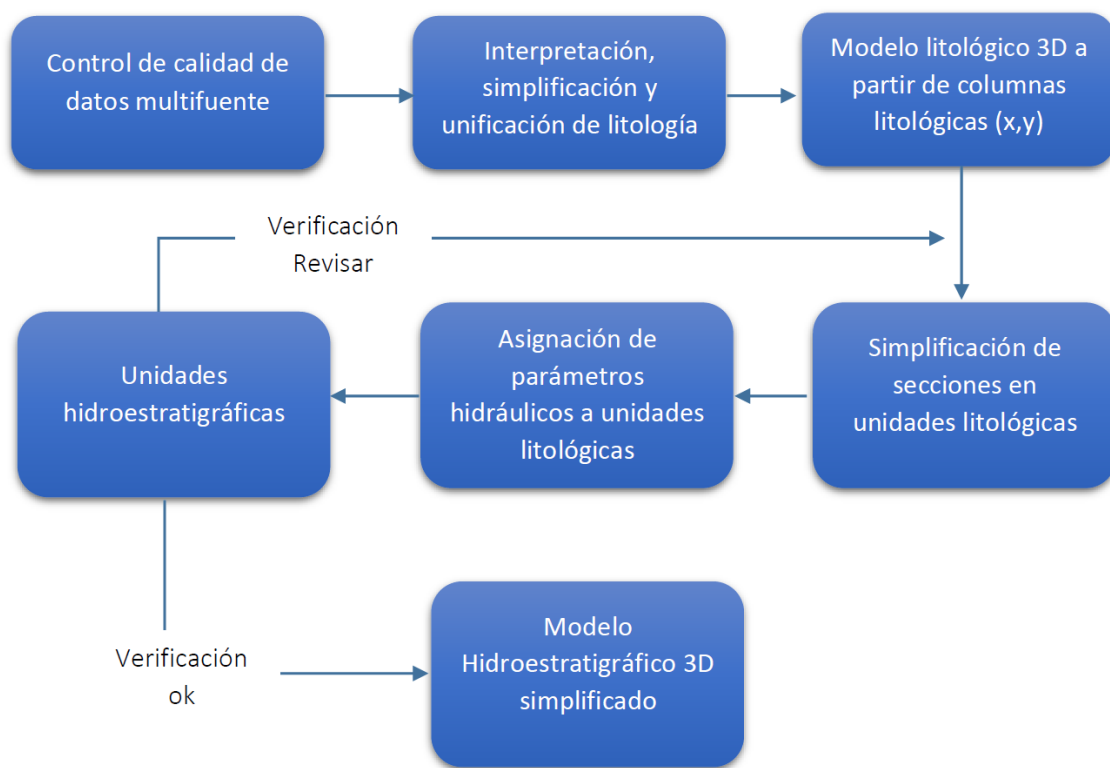 Control de calidad de
datos multifuente
Interpretación,
simplificación y
unificación de litología
Modelo litológico 3D a
partir de columnas
litológicas (x,y)
Verificación
Revisar
Unidades
hidroestratigráficas
Asignación de
parámetros
hidráulicos a unidades
litológicas
Simplificación de
secciones en
unidades litológicas
Verificación
ok
Modelo
Hidroestratigráfico 3D
simplificado